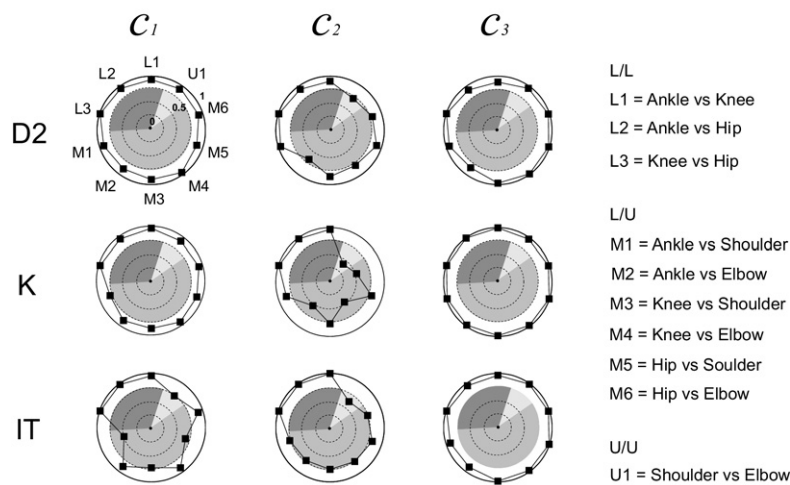 C1 C2 C3
D2
L1
L2 U1
1
L3 0.5 M6
0
M1 M5
M2 M4
M3
K
IT
L/L
L1 = Ankle vs Knee
L2 = Ankle vs Hip
L3 = Knee vs Hip
L/U
M1 = Ankle vs Shoulder
M2 = Ankle vs Elbow
M3 = Knee vs Shoulder
M4 = Knee vs Elbow
M5 = Hip vs Soulder
M6 = Hip vs Elbow
U/U
U1 = Shoulder vs Elbow